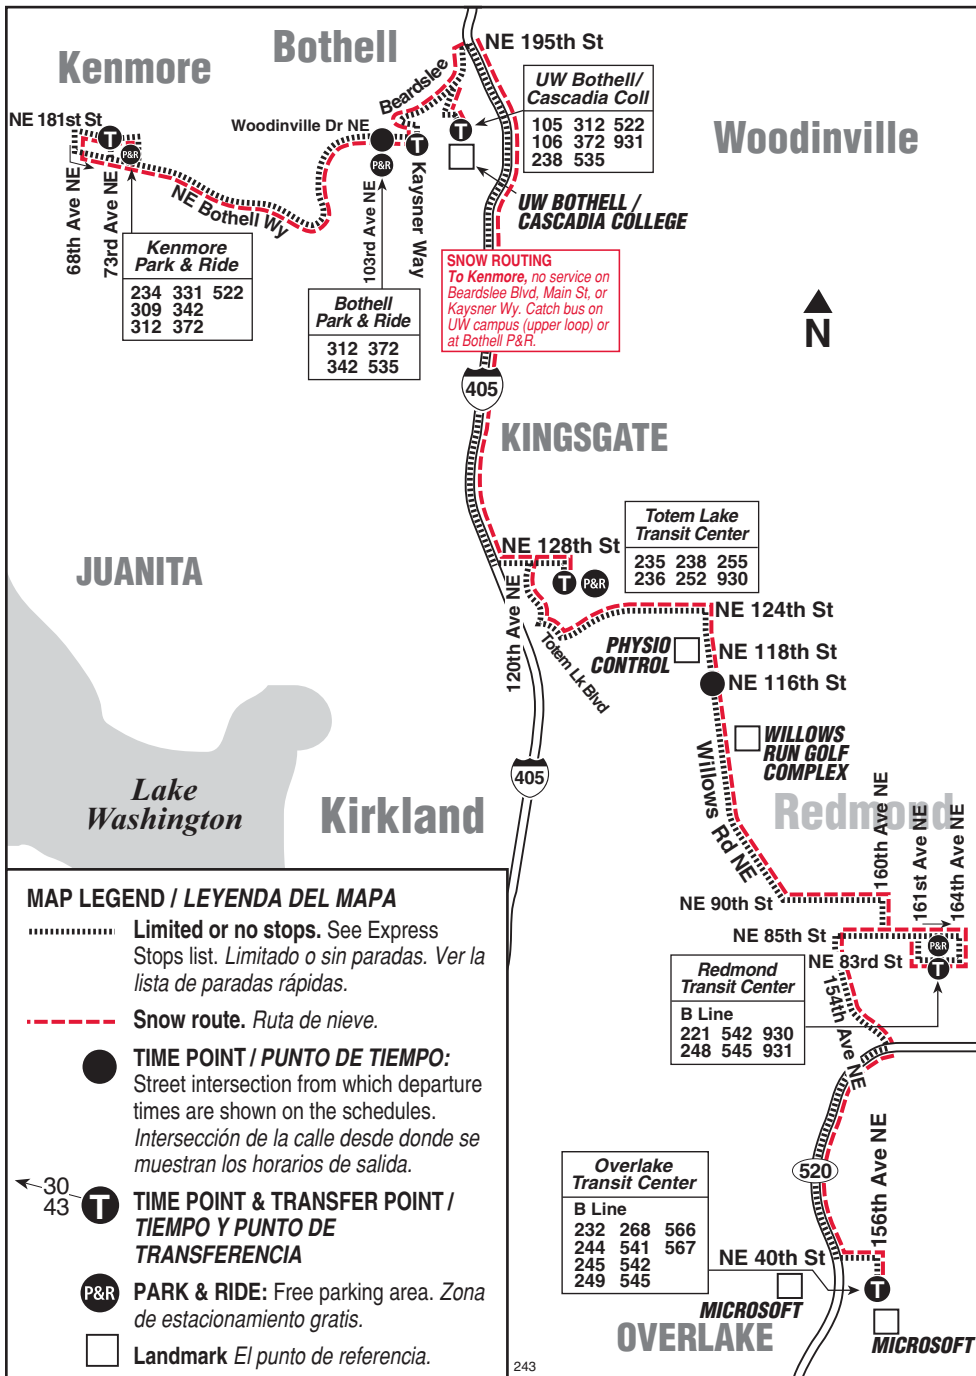 Bothell
Kenmore
Woodinville
NE 195th St
Beardslee
UW Bothell/
Cascadia Coll
105 312 522
106 372 931
238 535
NE 181st St
T
P&R
Woodinville Dr NE
T
P&R
T
68th Ave NE
73rd Ave NE
NE Bothell Wy
103rd Ave NE
Kaysner Way
UW BOTHELL /
CASCADIA COLLEGE
Kenmore
Park & Ride
234 331 522
309 342
312 372
Bothell
Park & Ride
312 372
342 535
SNOW ROUTING
To Kenmore, no service on
Beardslee Blvd, Main St, or
Kaysner Wy. Catch bus on
UW campus (upper loop) or
at Bothell P&R.
N
405
KINGSGATE
JUANITA
NE 128th St
T
P&R
Totem Lake
Transit Center
235 238 255
236 252 930
120th Ave NE
Totem Lk Blvd
NE 124th St
PHYSIO
CONTROL
NE 118th St
NE 116th St
WILLOWS
RUN GOLF
COMPLEX
Willows Rd NE
405
Lake
Washington
Kirkland
Redmond
160th Ave NE
161st Ave NE
164th Ave NE
NE 90th St
NE 85th St
NE 83rd St
P&R
T
Redmond
Transit Center
B Line
221 542 930
248 545 931
154th Ave NE
520
156th Ave NE
Overlake
Transit Center
B Line
232 268 566
244 541 567
245 542
249 545
NE 40th St
T
MICROSOFT
MICROSOFT
OVERLAKE
MAP LEGEND / LEYENDA DEL MAPA
Limited or no stops. See Express
Stops list. Limitado o sin paradas. Ver la
lista de paradas rápidas.
Snow route. Ruta de nieve.
TIME POINT / PUNTO DE TIEMPO:
Street intersection from which departure
times are shown on the schedules.
Intersección de la calle desde donde se
muestran los horarios de salida.
30
43
T
TIME POINT & TRANSFER POINT /
TIEMPO Y PUNTO DE
TRANSFERENCIA
P&R
PARK & RIDE: Free parking area. Zona
de estacionamiento gratis.
Landmark El punto de referencia.
243